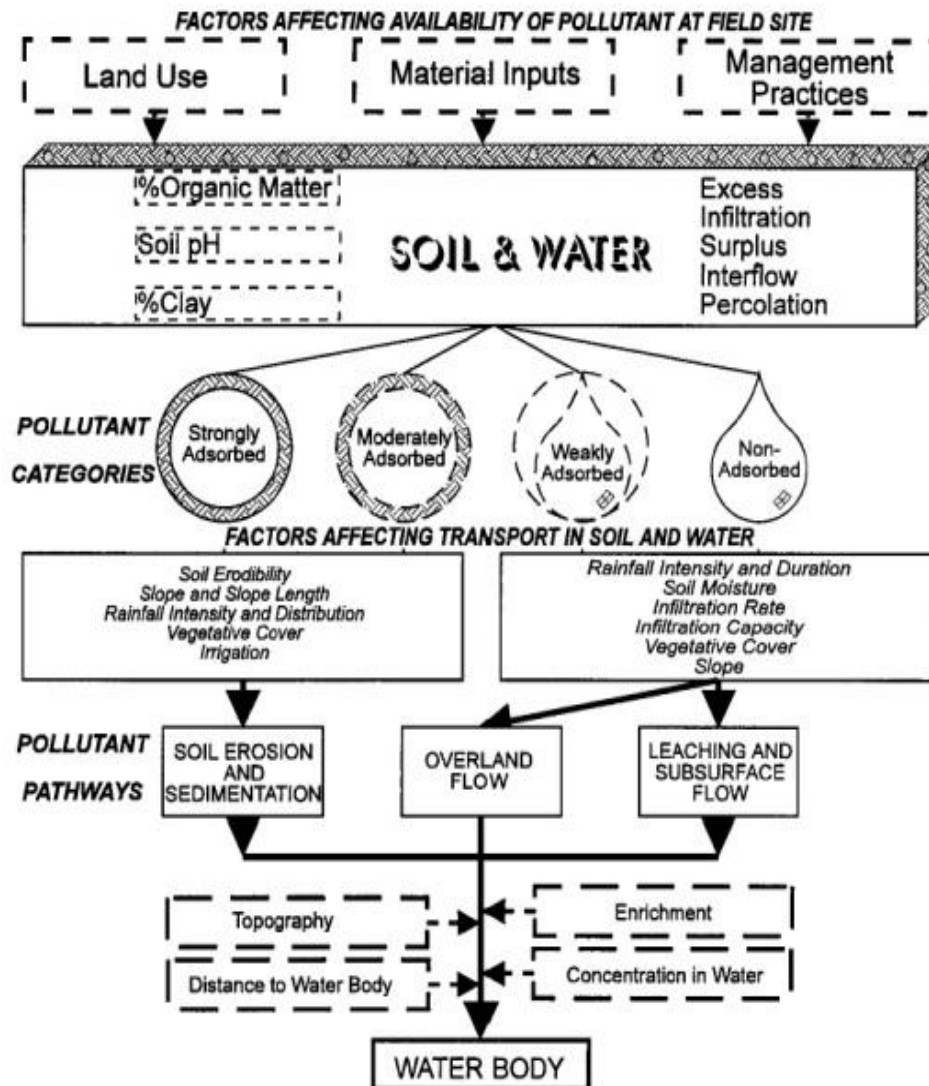 FACTORS AFFECTING AVAILABILITY OF POLLUTANT AT FIELD SITE
Land Use
Material Inputs
Management
Practices
%Organic Matter
Soil pH
%Clay
SOIL & WATER
Excess
Infiltration
Surplus
Interflow
Percolation
POLLUTANT
CATEGORIES
Strongly
Adsorbed
Moderately
Adsorbed
Weakly
Adsorbed
Non-
Adsorbed
FACTORS AFFECTING TRANSPORT IN SOIL AND WATER
Soil Erodibility
Slope and Slope Length
Rainfall Intensity and Distribution
Vegetative Cover
Irrigation
Rainfall Intensity and Duration
Soil Moisture
Infiltration Rate
Infiltration Capacity
Vegetative Cover
Slope
POLLUTANT
PATHWAYS
SOIL EROSION
AND
SEDIMENTATION
OVERLAND
FLOW
LEACHING AND
SUBSURFACE
FLOW
Topography
Enrichment
Distance to Water Body
Concentration in Water
WATER BODY